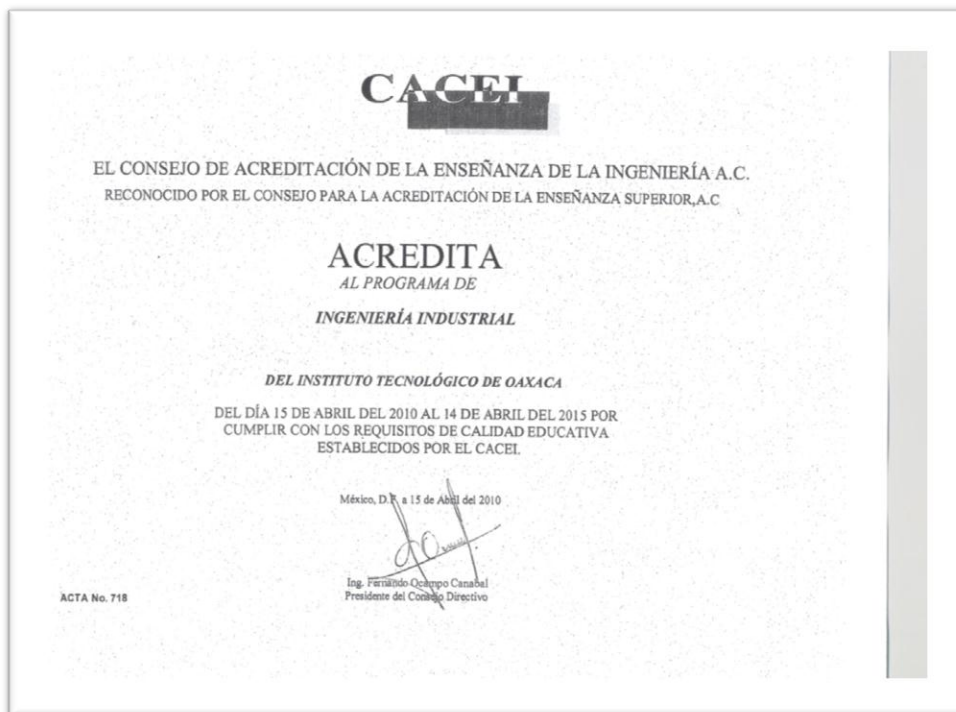 CACEI
EL CONSEJO DE ACREDITACIÓN DE LA ENSEÑANZA DE LA INGENIERÍA A.C.
RECONOCIDO POR EL CONSEJO PARA LA ACREDITACIÓN DE LA ENSEÑANZA SUPERIOR,A.C
ACREDITA
AL PROGRAMA DE
INGENIERÍA INDUSTRIAL
DEL INSTITUTO TECNOLÓGICO DE OAXACA
DEL DÍA 15 DE ABRIL DEL 2010 AL 14 DE ABRIL DEL 2015 POR
CUMPLIR CON LOS REQUISITOS DE CALIDAD EDUCATIVA
ESTABLECIDOS POR EL CACEI.
México, D.F. a 15 de Abril del 2010
Ing. Fernando Ocampo Canabal
Presidente del Consejo Directivo
ACTA No. 718